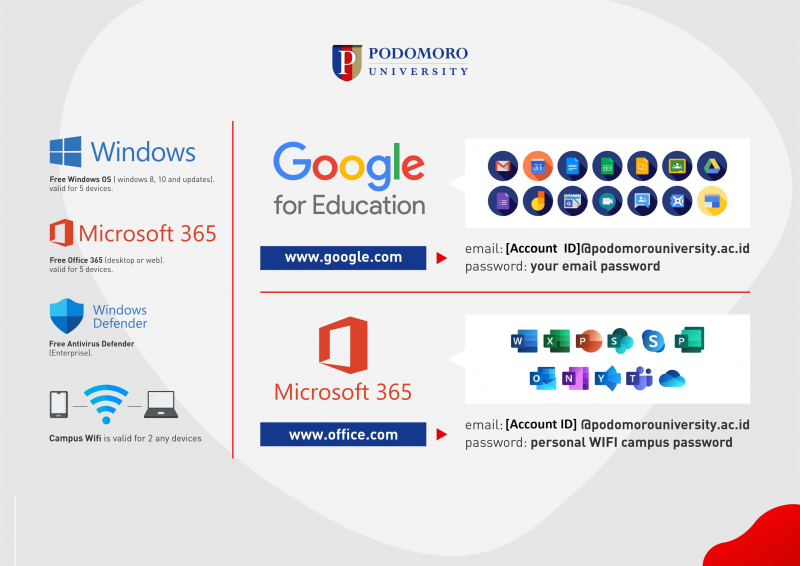 PODOMORO
UNIVERSITY
Windows
Free Windows OS ( windows 8, 10 and updates).
valid for 5 devices.
Microsoft 365
Free Office 365 (desktop or web).
valid for 5 devices.
Windows
Defender
Free Antivirus Defender
(Enterprise).
Campus Wifi is valid for 2 any devices
Google
for Education
31
www.google.com
email: [Account ID]@podomorouniversity.ac.id
password: your email password
Microsoft 365
W X P S S P
O N Y T
www.office.com
email: [Account ID] @podomorouniversity.ac.id
password: personal WIFI campus password